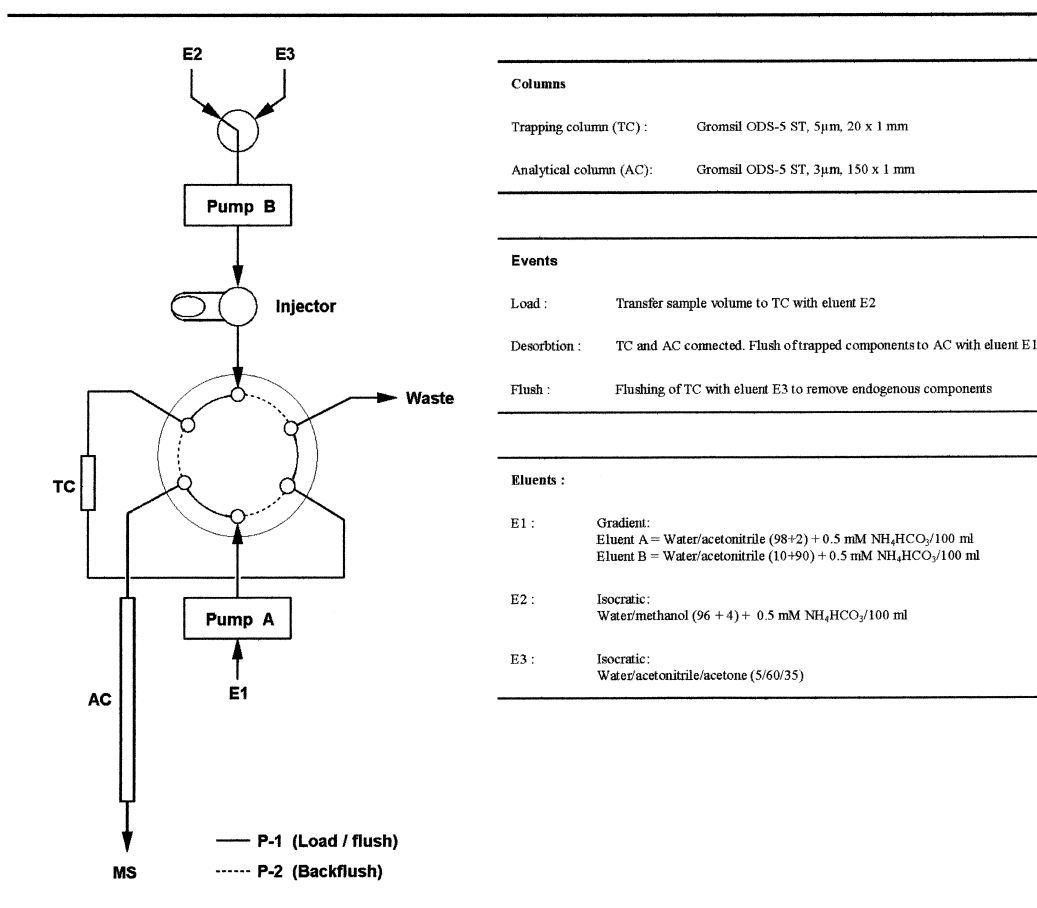 E2 E3
Pump B
Injector
Waste
TC
Pump A
E1
AC
MS
P-1 (Load / flush)
P-2 (Backflush)
Columns
Trapping column (TC) : Gromsil ODS-5 ST, 5µm, 20 x 1 mm
Analytical column (AC): Gromsil ODS-5 ST, 3µm, 150 x 1 mm
Events
Load : Transfer sample volume to TC with eluent E2
Desorbtion : TC and AC connected. Flush of trapped components to AC with eluent E1
Flush : Flushing of TC with eluent E3 to remove endogenous components
Eluents :
E1 : Gradient:
Eluent A = Water/acetonitrile (98+2) + 0.5 mM NH₄HCO₃/100 ml
Eluent B = Water/acetonitrile (10+90) + 0.5 mM NH₄HCO₃/100 ml
E2 : Isocratic:
Water/methanol (96 + 4) + 0.5 mM NH₄HCO₃/100 ml
E3 : Isocratic:
Water/acetonitrile/acetone (5/60/35)